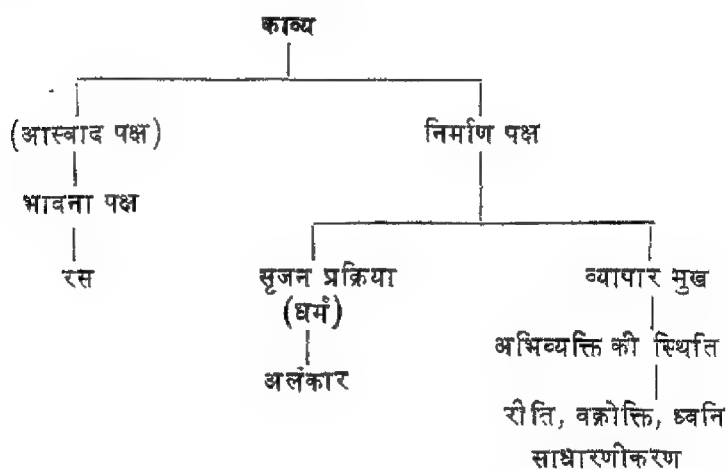 काव्य
(आस्वाद पक्ष) निर्माण पक्ष
भावना पक्ष
रस सृजन प्रक्रिया व्यापार मुख
(धर्म)
अभिव्यक्ति की स्थिति
अलंकार
रीति, वक्रोक्ति, ध्वनि
साधारणीकरण